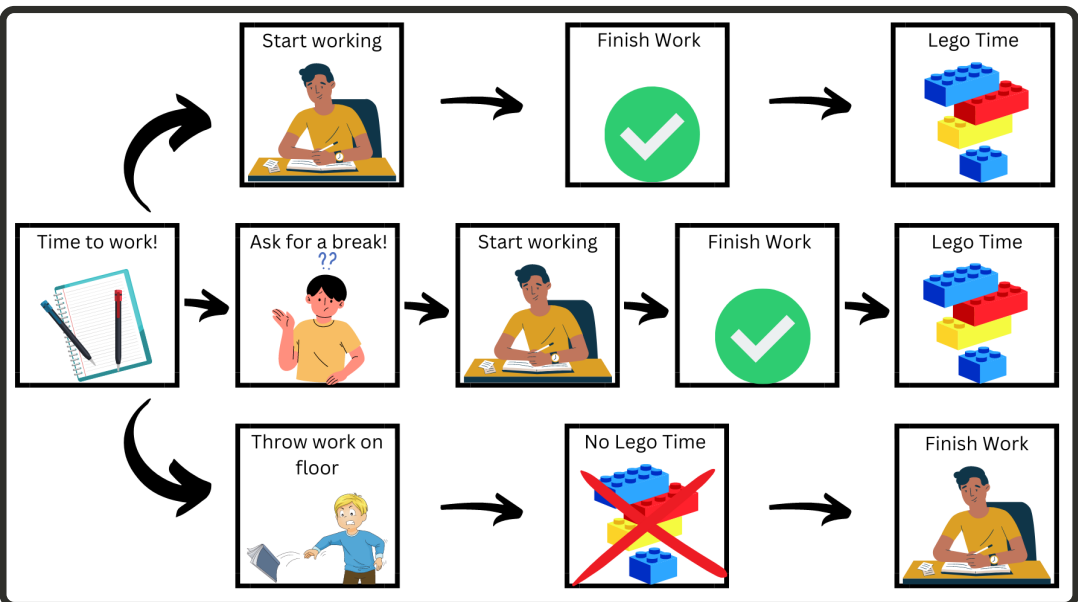 Start working
Finish Work
Lego Time
Time to work!
Ask for a break!
??
Start working
Finish Work
Lego Time
Throw work on
floor
No Lego Time
Finish Work